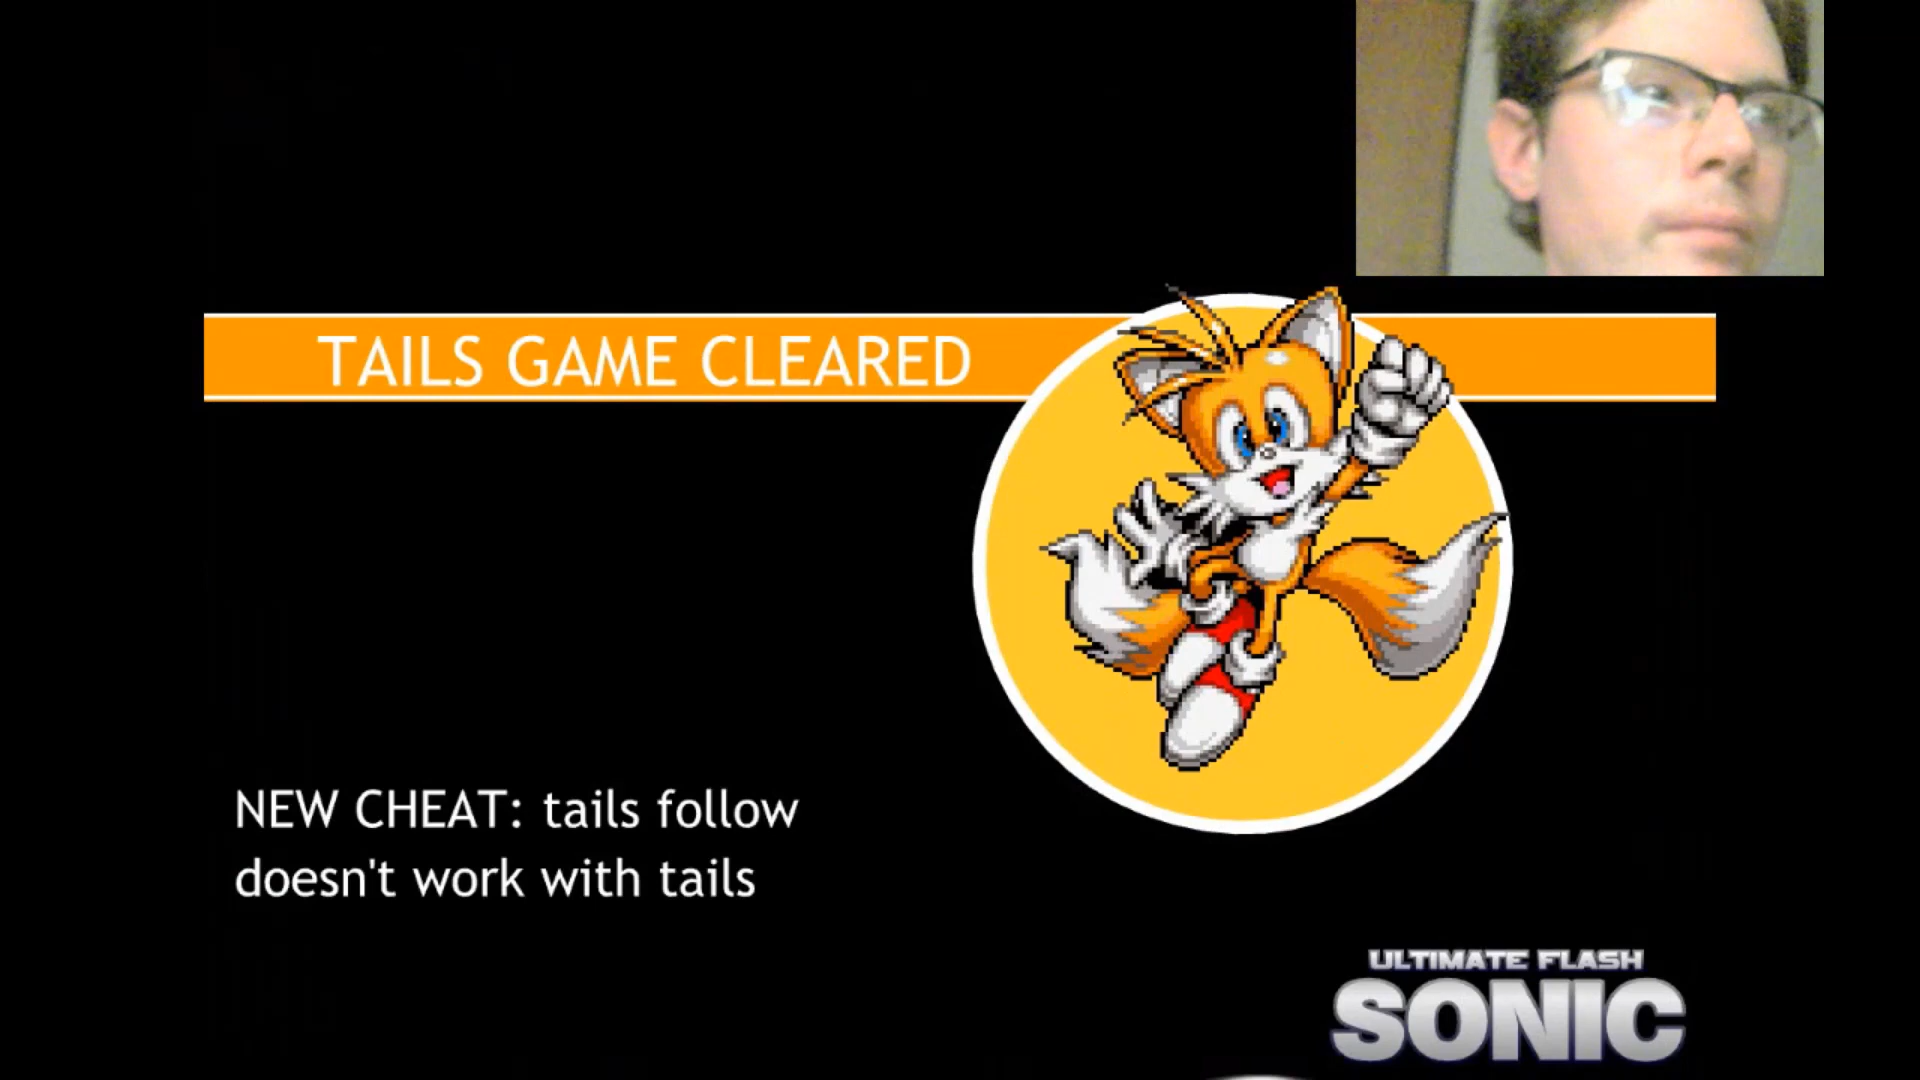 TAILS GAME CLEARED
NEW CHEAT: tails follow
doesn't work with tails
ULTIMATE FLASH
SONIC